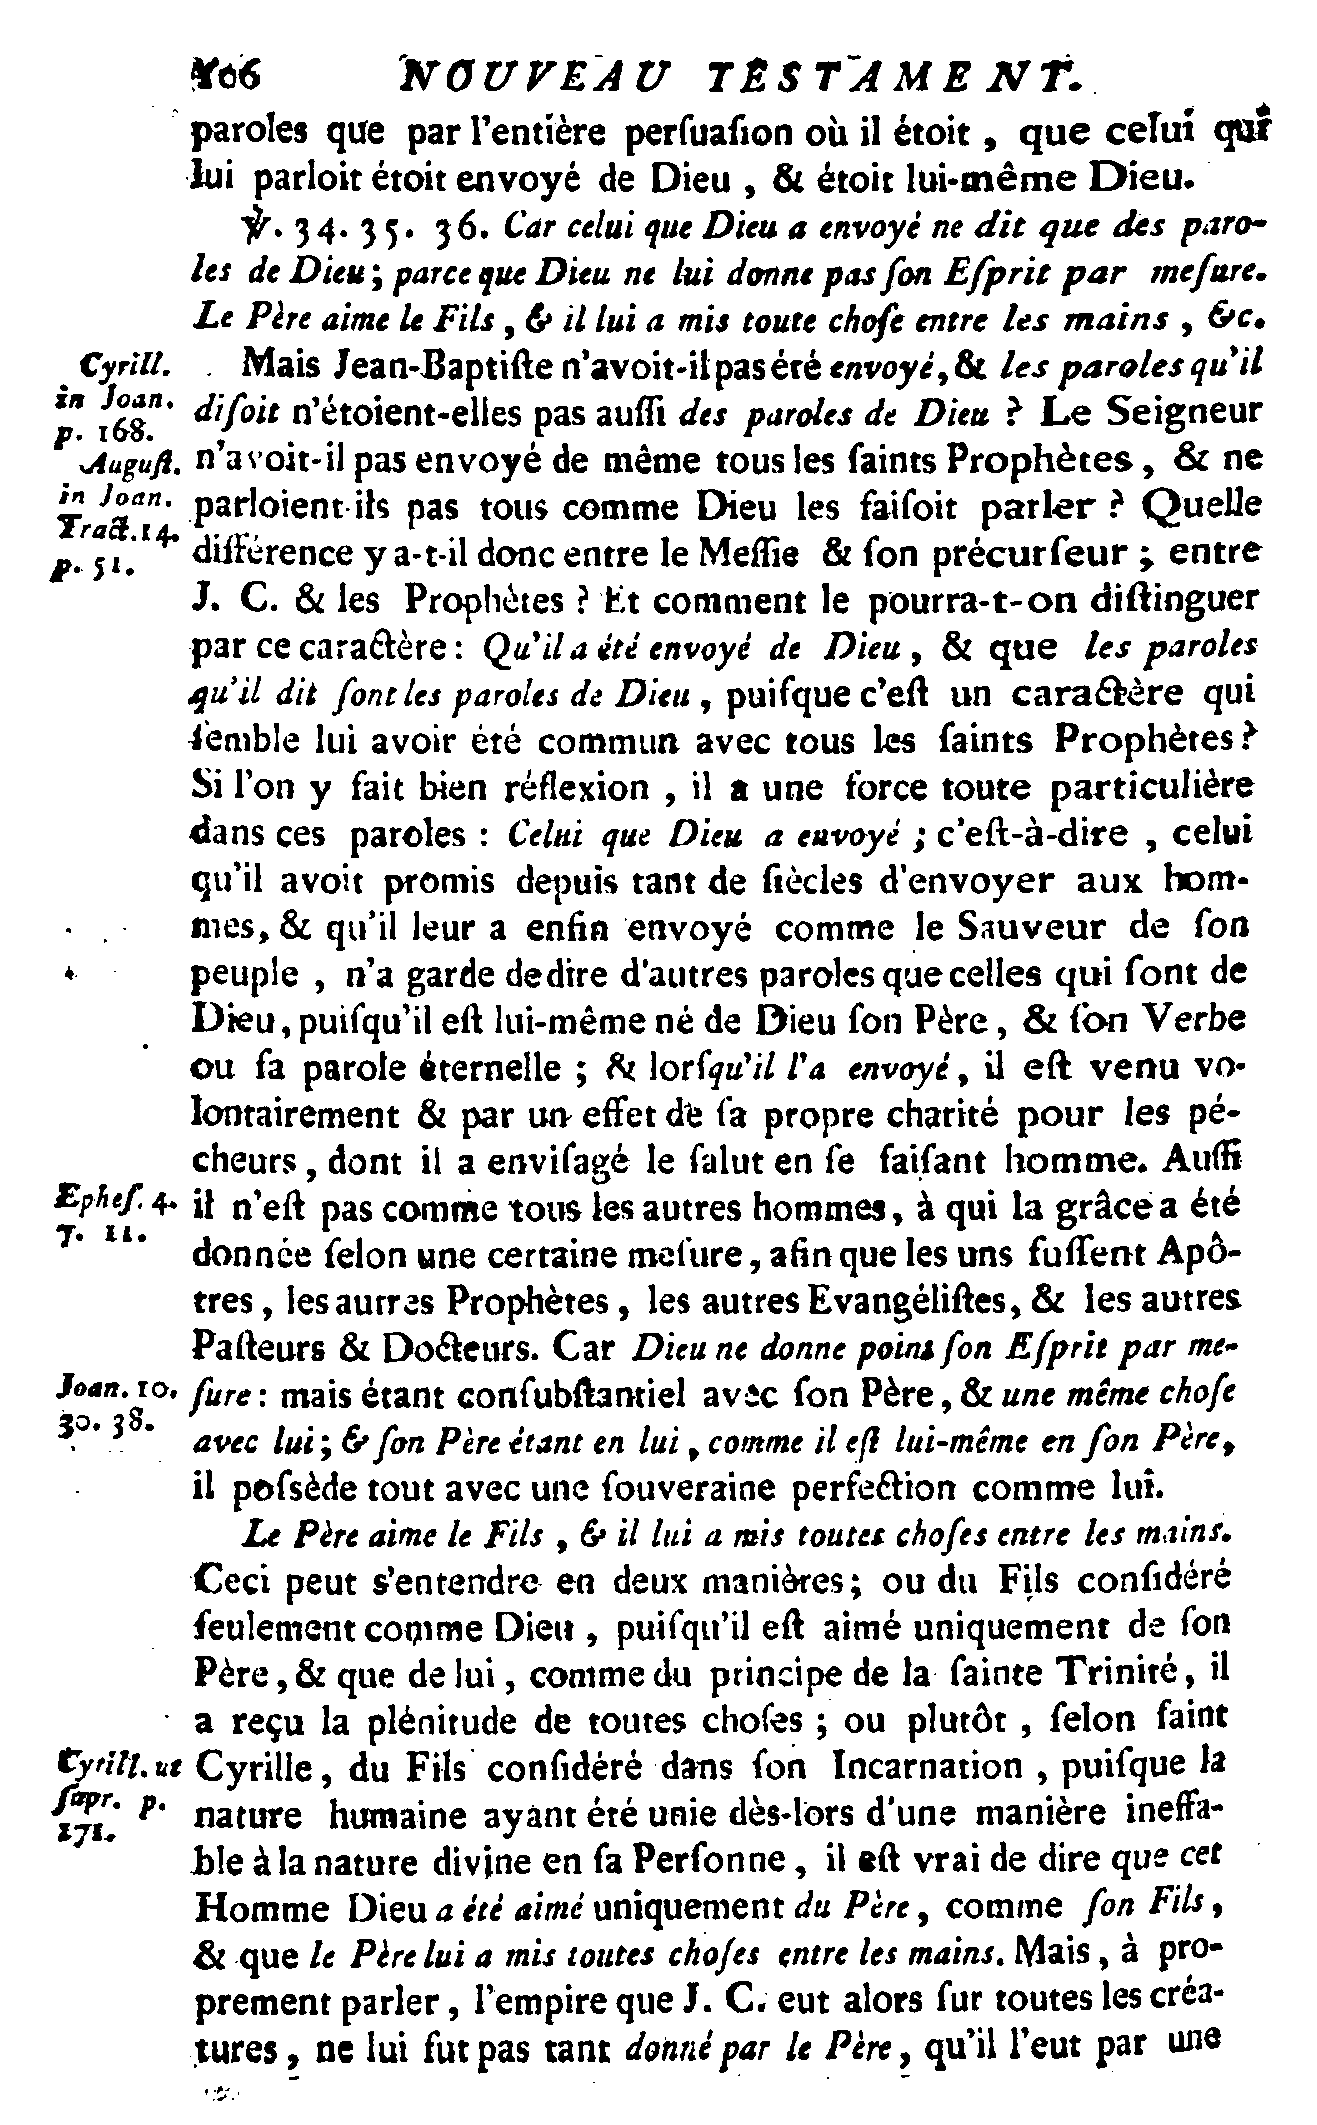 106 NOUVEAU TESTAMENT.
paroles que par l'entière perſuaſion où il étoit, que celui qui
lui parloit étoit envoyé de Dieu, & étoit lui-même Dieu.
℣. 34. 35. 36. Car celui que Dieu a envoyé ne dit que des paro-
les de Dieu; parce que Dieu ne lui donne pas ſon Eſprit par meſure.
Le Père aime le Fils, & il lui a mis toute choſe entre les mains, &c.
Cyrill.
in Joan.
p. 168.
Auguſt.
in Joan.
Tract. 14.
p. 51.
Mais Jean-Baptiſte n'avoit-il pas été envoyé, & les paroles qu'il
diſoit n'étoient-elles pas auſſi des paroles de Dieu ? Le Seigneur
n'avoit-il pas envoyé de même tous les ſaints Prophètes, & ne
parloient-ils pas tous comme Dieu les faiſoit parler ? Quelle
différence y a-t-il donc entre le Meſſie & ſon précurſeur ; entre
J. C. & les Prophètes ? Et comment le pourra-t-on diſtinguer
par ce caractère : Qu'il a été envoyé de Dieu, & que les paroles
qu'il dit ſont les paroles de Dieu, puiſque c'eſt un caractère qui
ſemble lui avoir été commun avec tous les ſaints Prophètes ?
Si l'on y fait bien réflexion, il a une force toute particulière
dans ces paroles : Celui que Dieu a envoyé ; c'eſt-à-dire, celui
qu'il avoit promis depuis tant de ſiècles d'envoyer aux hom-
mes, & qu'il leur a enfin envoyé comme le Sauveur de ſon
peuple, n'a garde de dire d'autres paroles que celles qui ſont de
Dieu, puiſqu'il eſt lui-même né de Dieu ſon Père, & ſon Verbe
ou ſa parole éternelle ; & lorſqu'il l'a envoyé, il eſt venu vo-
lontairement & par un effet de ſa propre charité pour les pé-
cheurs, dont il a enviſagé le ſalut en ſe faiſant homme. Auſſi
Epheſ. 4.
7. 11.
il n'eſt pas comme tous les autres hommes, à qui la grâce a été
donnée ſelon une certaine meſure, afin que les uns fuſſent Apô-
tres, les autres Prophètes, les autres Evangéliſtes, & les autres
Paſteurs & Docteurs. Car Dieu ne donne point ſon Eſprit par me-
Joan. 10.
30. 38.
ſure : mais étant conſubſtantiel avec ſon Père, & une même choſe
avec lui ; & ſon Père étant en lui, comme il eſt lui-même en ſon Père,
il poſsède tout avec une ſouveraine perfection comme lui.
Le Père aime le Fils, & il lui a mis toutes choſes entre les mains.
Ceci peut s'entendre en deux manières ; ou du Fils conſidéré
ſeulement comme Dieu, puiſqu'il eſt aimé uniquement de ſon
Père, & que de lui, comme du principe de la ſainte Trinité, il
a reçu la plénitude de toutes choſes ; ou plutôt, ſelon ſaint
Cyrill. ut
ſupr. p.
171.
Cyrille, du Fils conſidéré dans ſon Incarnation, puiſque la
nature humaine ayant été unie dès-lors d'une manière ineffa-
ble à la nature divine en ſa Perſonne, il eſt vrai de dire que cet
Homme Dieu a été aimé uniquement du Père, comme ſon Fils,
& que le Père lui a mis toutes choſes entre les mains. Mais, à pro-
prement parler, l'empire que J. C. eut alors ſur toutes les créa-
tures, ne lui fut pas tant donné par le Père, qu'il l'eut par une